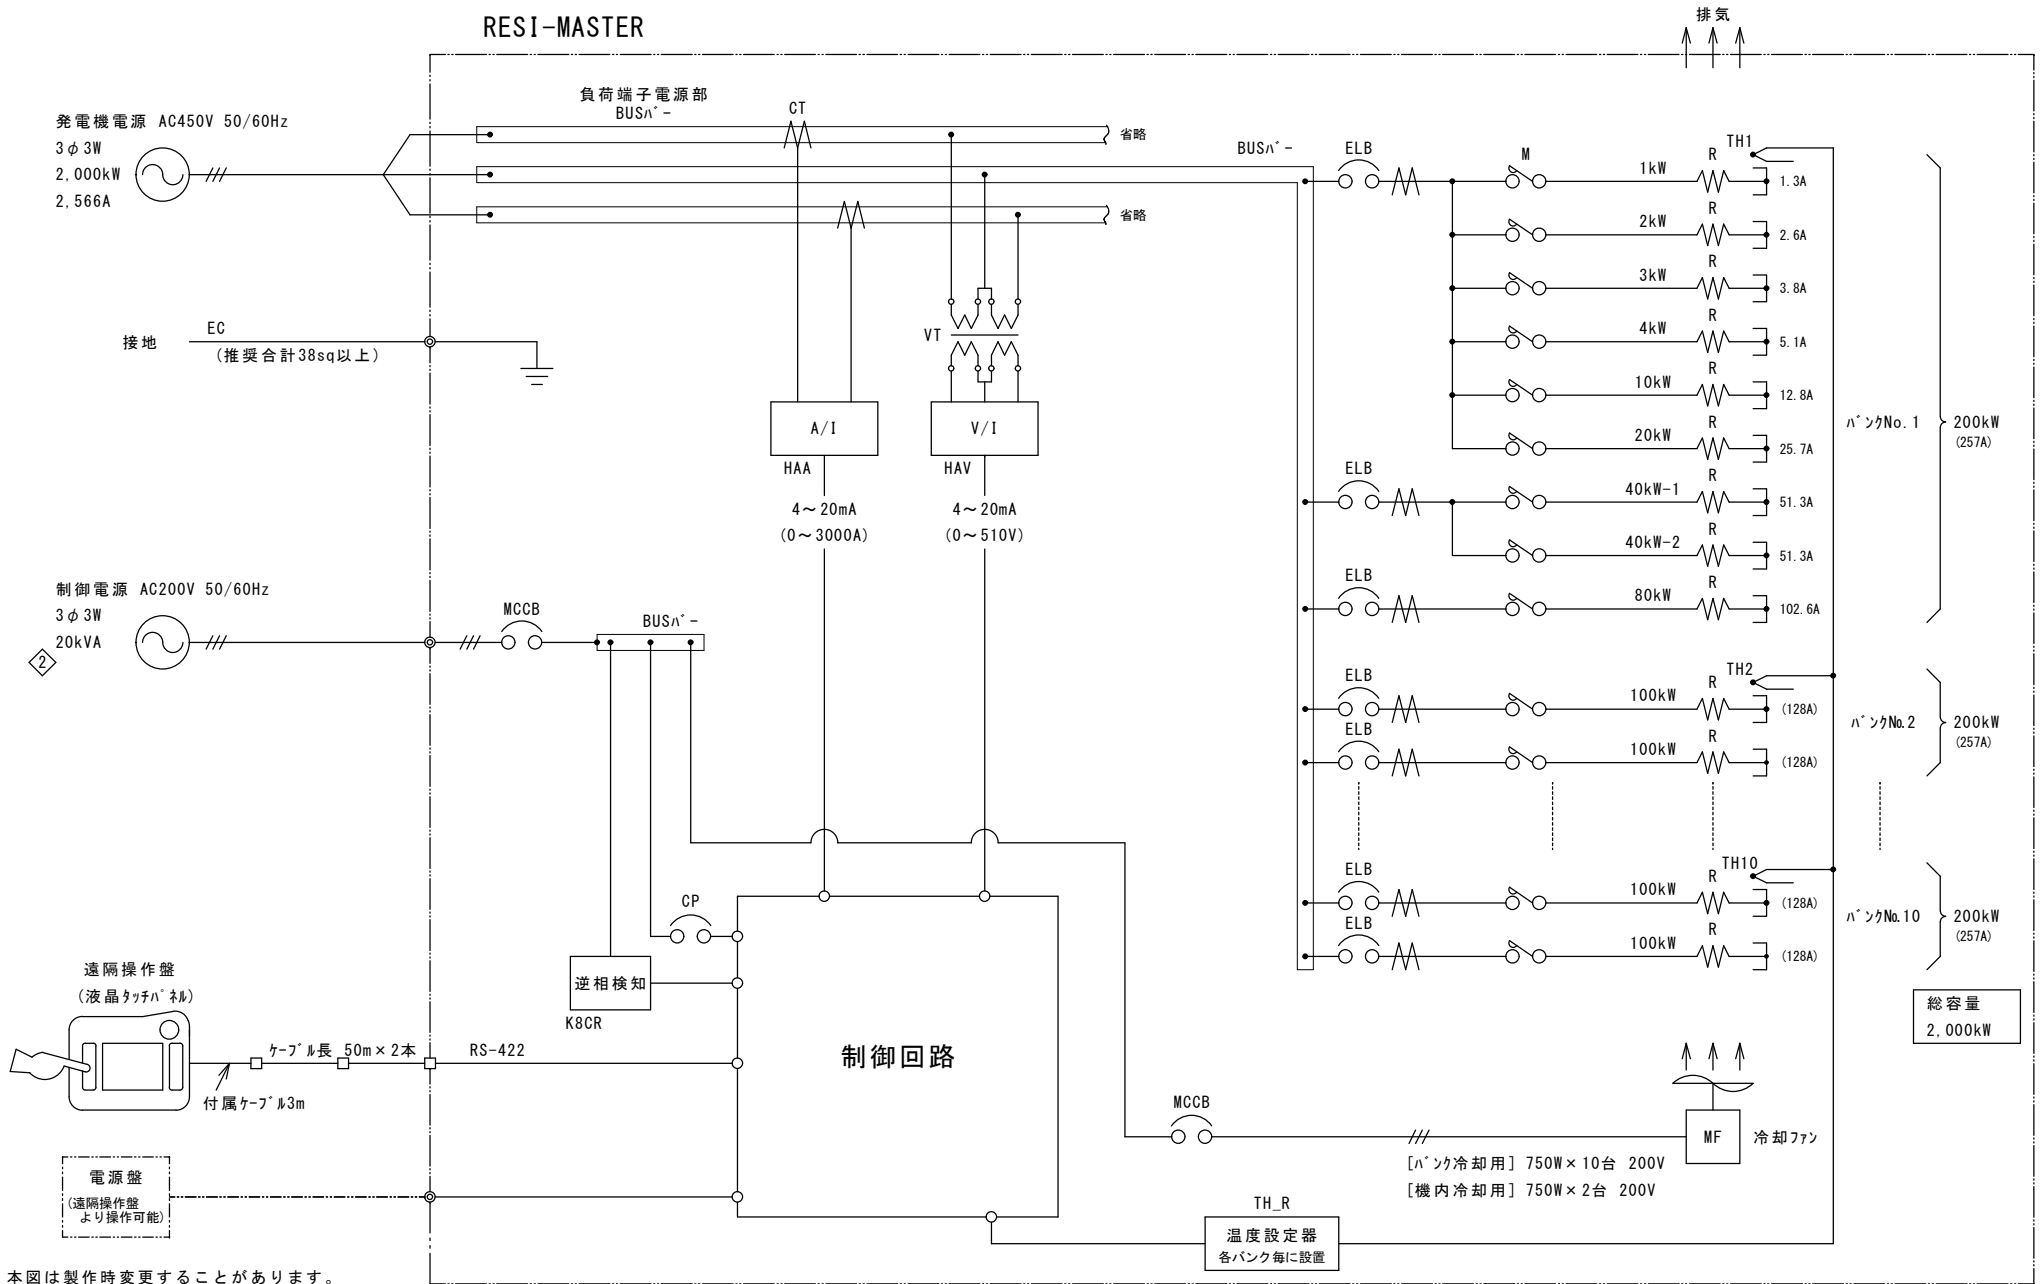 RESI-MASTER
排気
発電機電源 AC450V 50/60Hz
3φ3W
2,000kW
2,566A
負荷端子電源部
BUSバー
CT
省略
省略
BUSバー
ELB
M
1kW
R
TH1
1.3A
2kW
R
2.6A
3kW
R
3.8A
4kW
R
5.1A
10kW
R
12.8A
20kW
R
25.7A
ELB
40kW-1
R
51.3A
40kW-2
R
51.3A
ELB
80kW
R
102.6A
バンクNo.1
200kW
(257A)
接地
EC
(推奨合計38sq以上)
VT
A/I
HAA
4～20mA
(0～3000A)
V/I
HAV
4～20mA
(0～510V)
制御電源 AC200V 50/60Hz
3φ3W
20kVA
2
MCCB
BUSバー
ELB
100kW
R
TH2
(128A)
ELB
100kW
R
(128A)
バンクNo.2
200kW
(257A)
ELB
100kW
R
TH10
(128A)
ELB
100kW
R
(128A)
バンクNo.10
200kW
(257A)
総容量
2,000kW
CP
逆相検知
K8CR
制御回路
遠隔操作盤
(液晶タッチパネル)
ケーブル長 50m×2本
RS-422
付属ケーブル3m
電源盤
(遠隔操作盤
より操作可能)
MCCB
MF
冷却ファン
[バンク冷却用] 750W×10台 200V
[機内冷却用] 750W×2台 200V
TH_R
温度設定器
各バンク毎に設置
本図は製作時変更することがあります。